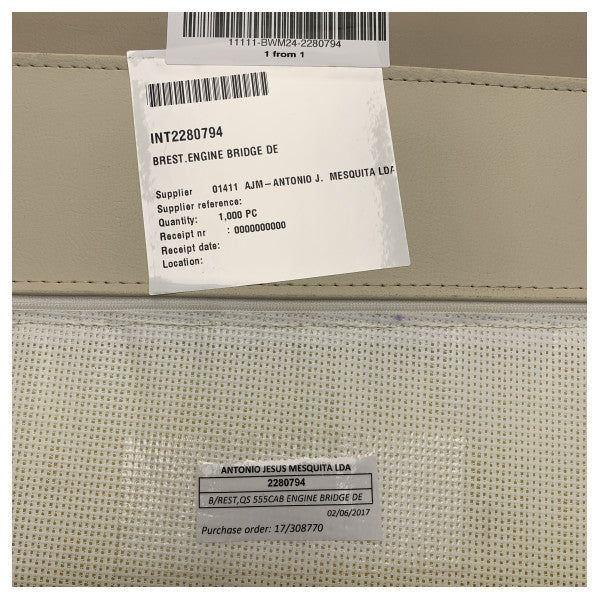 11111-BWM24-2280794
1 from 1
INT2280794
BREST.ENGINE BRIDGE DE
Supplier 01411 AJM-ANTONIO J. MESQUITA LDA
Supplier reference:
Quantity: 1,000 PC
Receipt nr : 0000000000
Receipt date:
Location:
ANTONIO JESUS MESQUITA LDA
2280794
B/REST,QS 555CAB ENGINE BRIDGE DE
02/06/2017
Purchase order: 17/308770